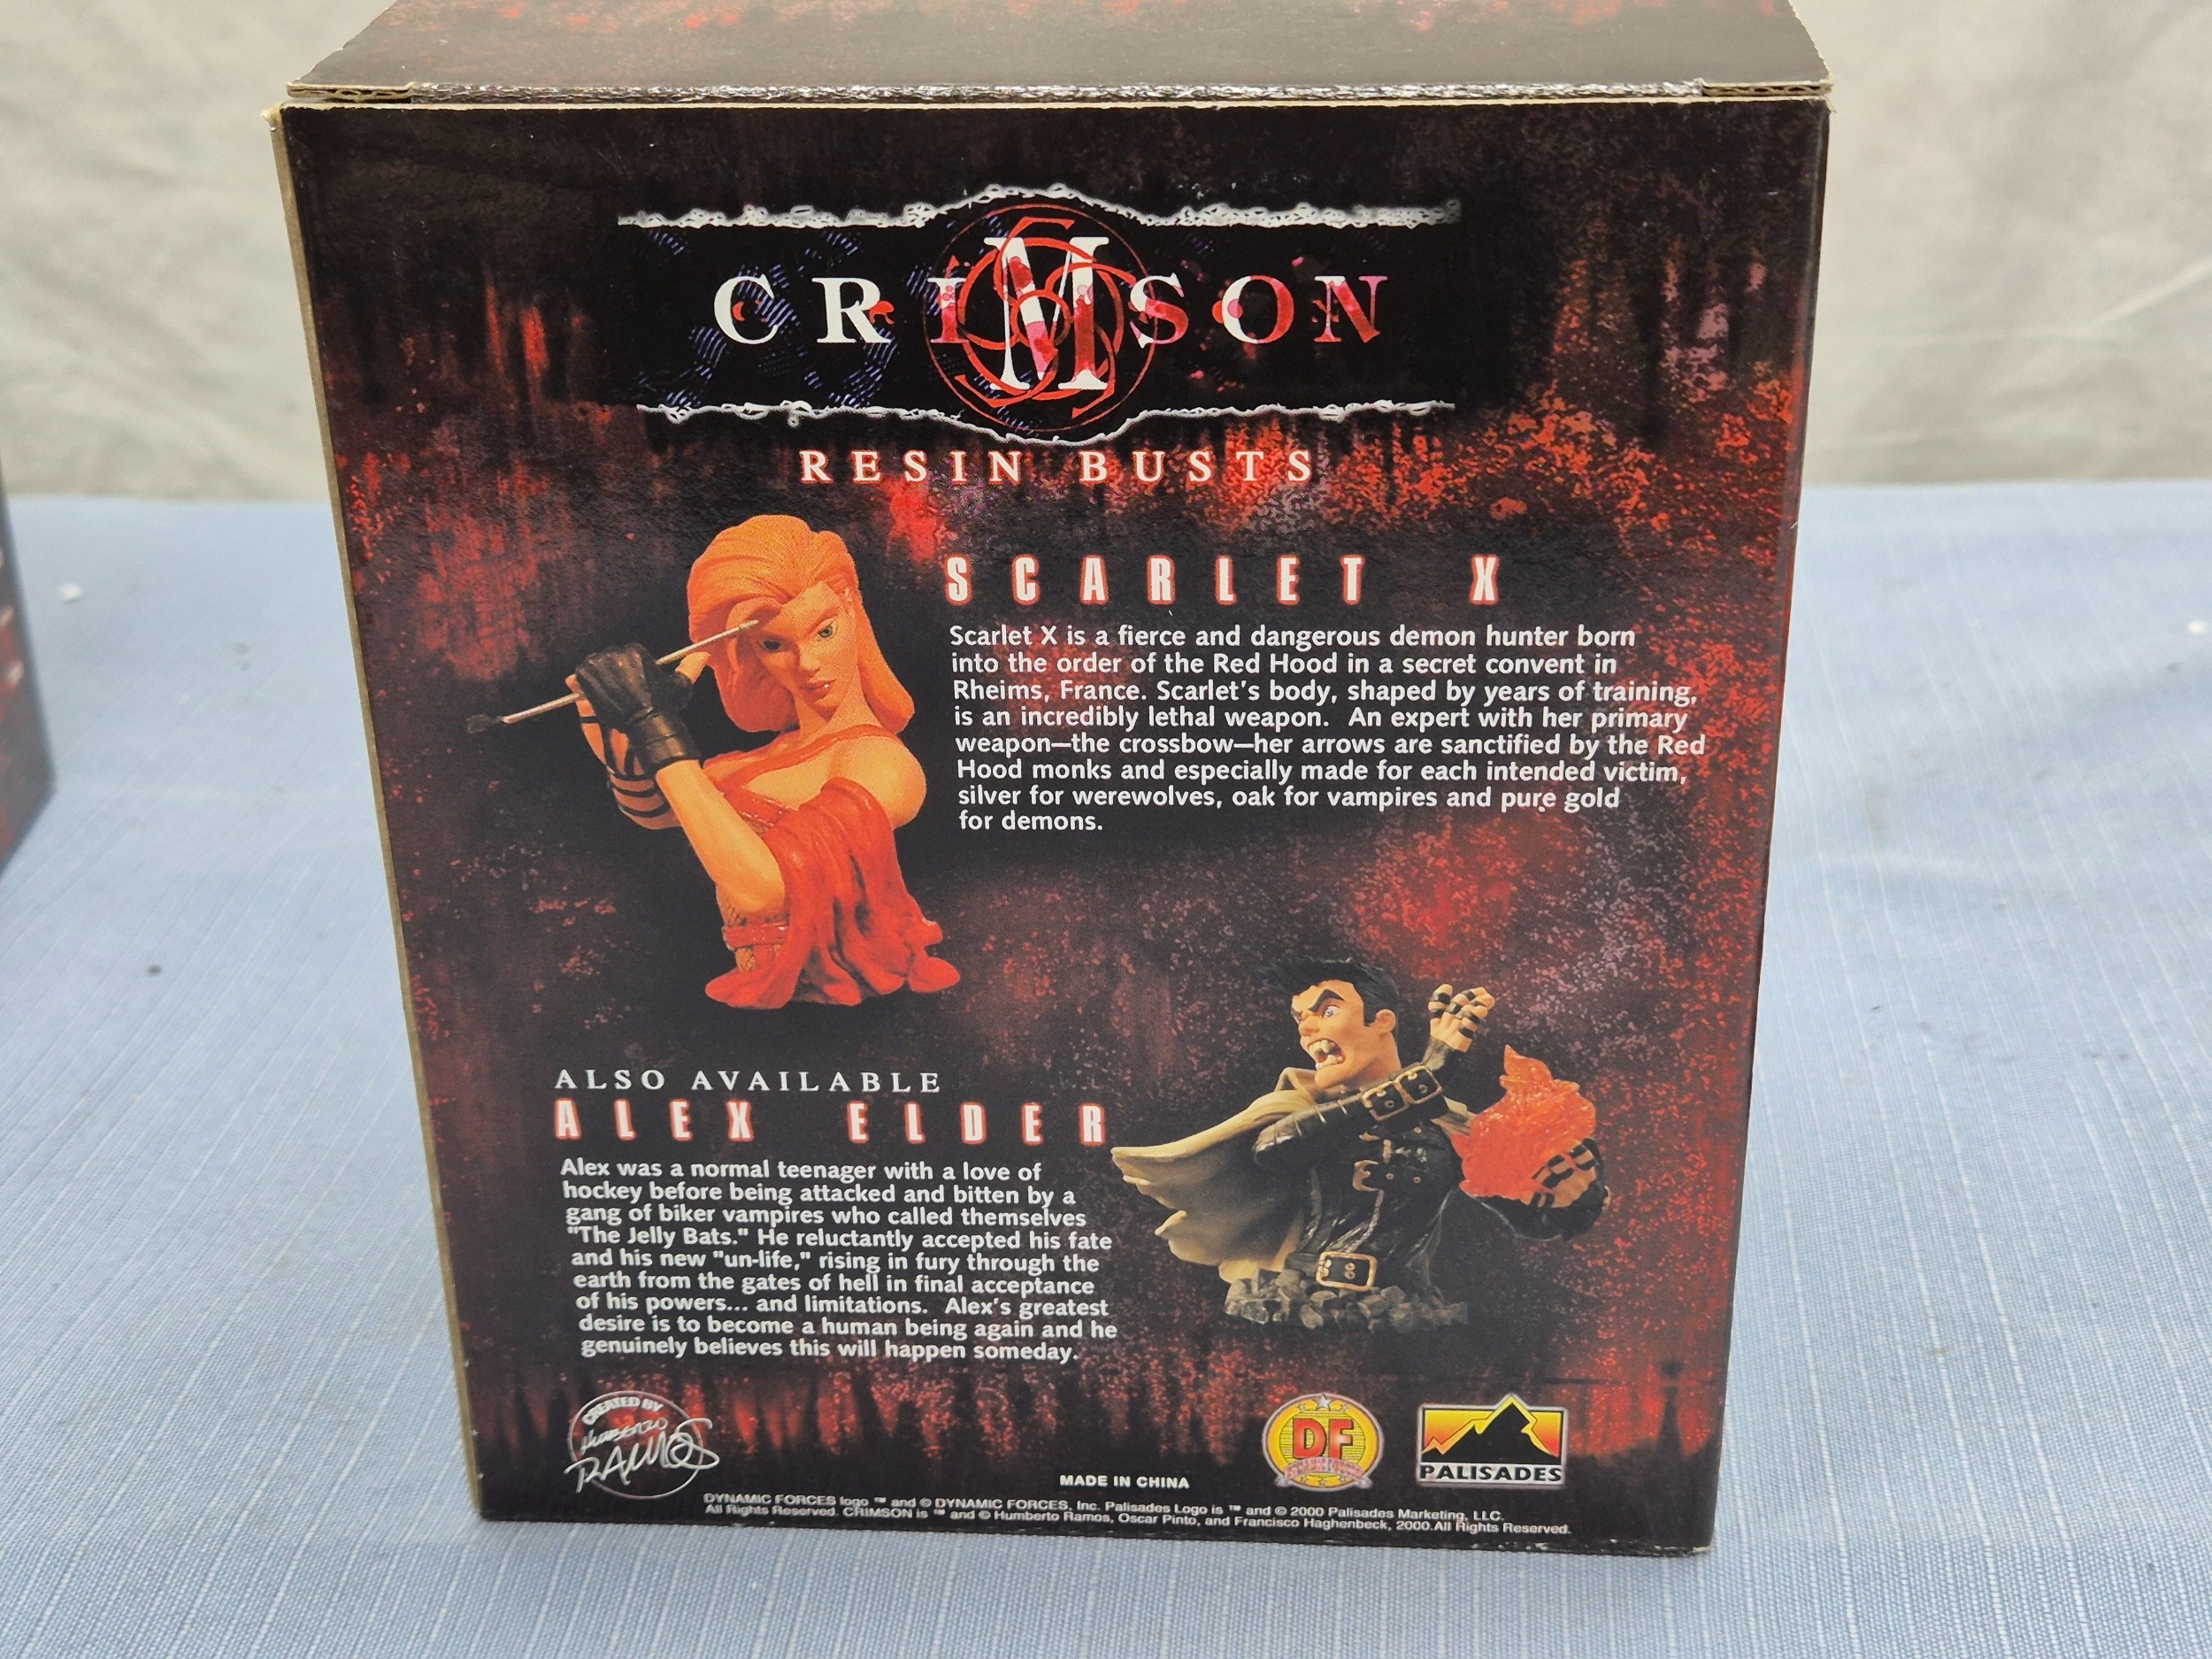 CRIMSON
RESIN BUSTS
SCARLET X
Scarlet X is a fierce and dangerous demon hunter born
into the order of the Red Hood in a secret convent in
Rheims, France. Scarlet's body, shaped by years of training,
is an incredibly lethal weapon. An expert with her primary
weapon—the crossbow—her arrows are sanctified by the Red
Hood monks and especially made for each intended victim,
silver for werewolves, oak for vampires and pure gold
for demons.
ALSO AVAILABLE
ALEX ELDER
Alex was a normal teenager with a love of
hockey before being attacked and bitten by a
gang of biker vampires who called themselves
"The Jelly Bats." He reluctantly accepted his fate
and his new "un-life," rising in fury through the
earth from the gates of hell in final acceptance
of his powers... and limitations. Alex's greatest
desire is to become a human being again and he
genuinely believes this will happen someday.
CREATED BY
Humberto
RAMOS
MADE IN CHINA
DF
PALISADES
DYNAMIC FORCES logo ™ and © DYNAMIC FORCES, Inc. Palisades Logo is ™ and © 2000 Palisades Marketing, LLC.
All Rights Reserved. CRIMSON is ™ and © Humberto Ramos, Oscar Pinto, and Francisco Haghenbeck, 2000.All Rights Reserved.